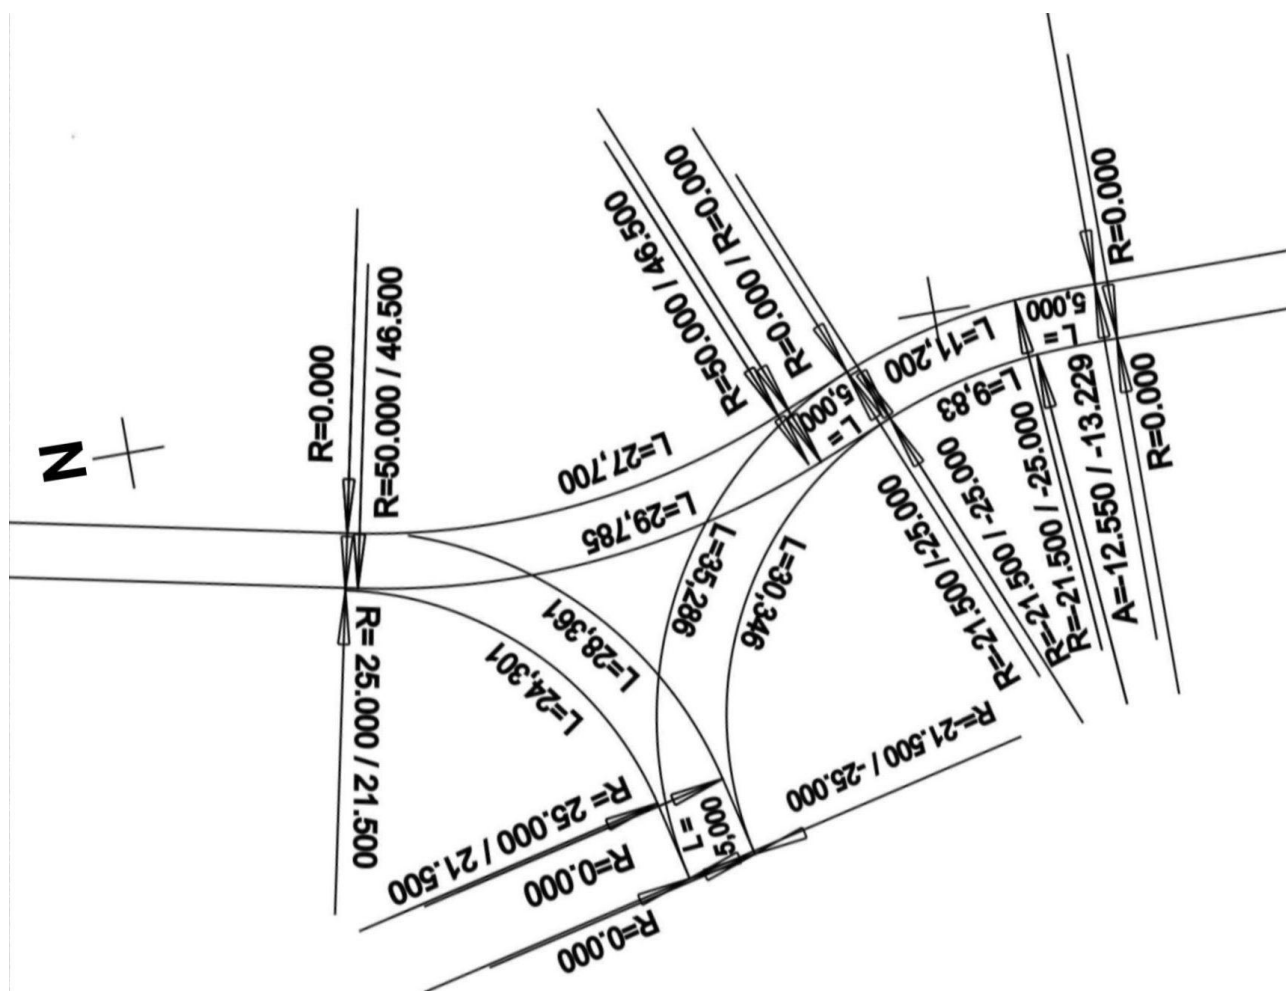 N
R=0.000
R=50.000 / 46.500
R= 25.000 / 21.500
R=50.000 / 46.500
R=0.000 / R=0.000
R=0.000
R=0.000
L=27,700
L=29,785
L =
5,000
L=11,200
L=9,83
L =
5,000
L=35,286
L=30,346
L=28,361
L=24,301
R=-21.500 /-25.000
R=-21.500 / -25.000
R=-21.500 / -25.000
A=-12.550 / -13.229
R=-21.500 / -25.000
R= 25.000 / 21.500
R=0.000
R=0.000
L =
5,000